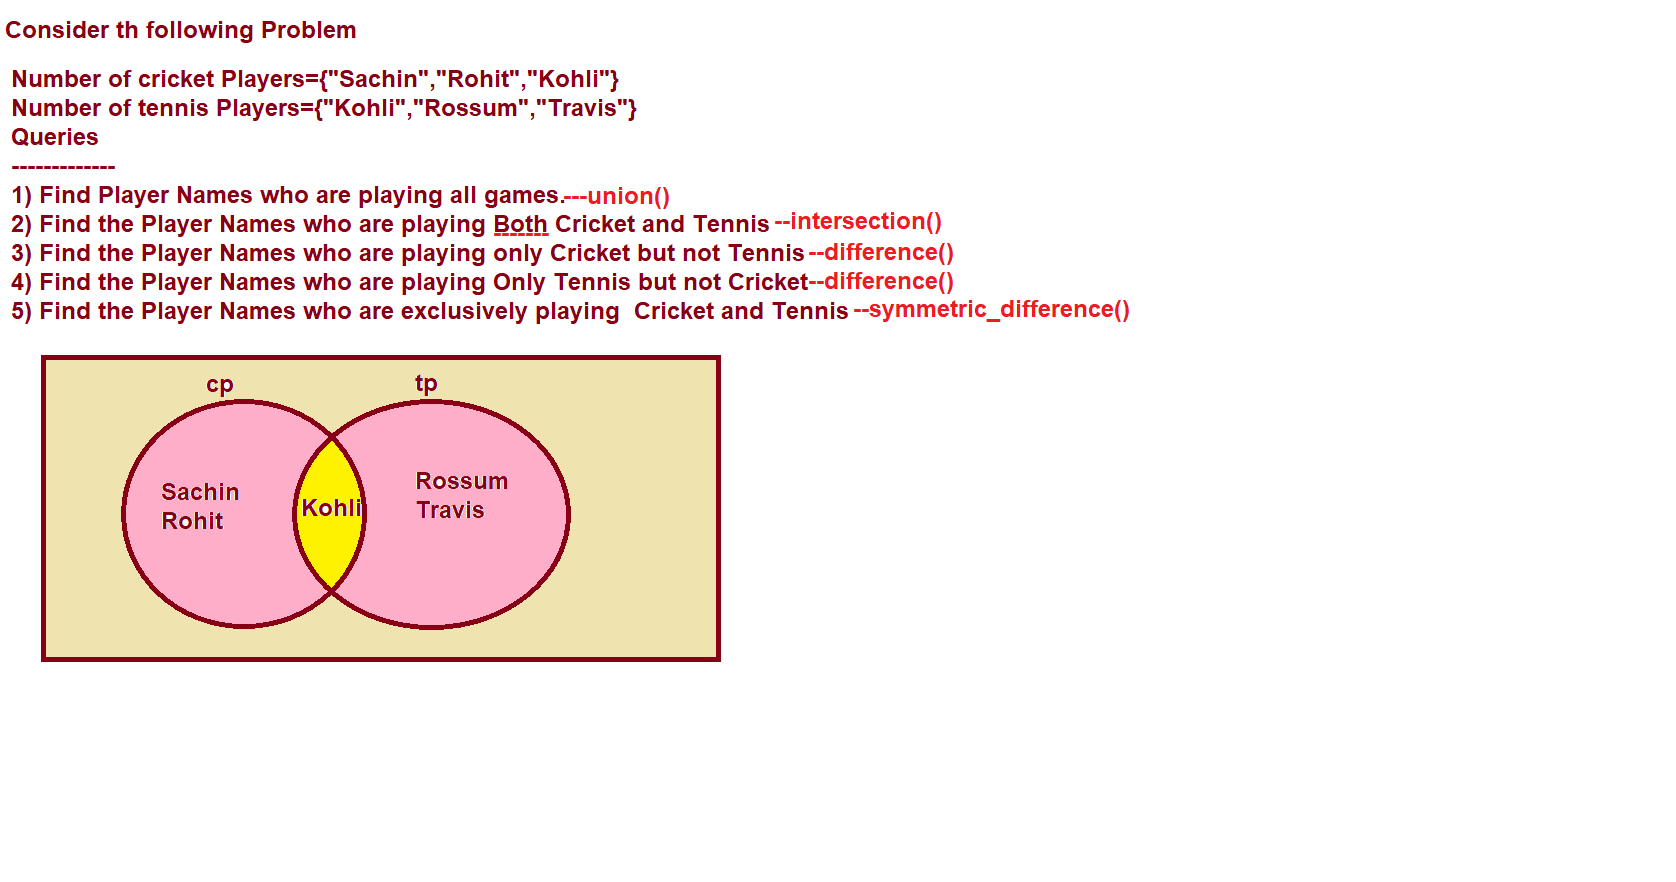 Consider th following Problem
Number of cricket Players={"Sachin","Rohit","Kohli"}
Number of tennis Players={"Kohli","Rossum","Travis"}
Queries
-------------
1) Find Player Names who are playing all games.---union()
2) Find the Player Names who are playing Both Cricket and Tennis --intersection()
3) Find the Player Names who are playing only Cricket but not Tennis --difference()
4) Find the Player Names who are playing Only Tennis but not Cricket--difference()
5) Find the Player Names who are exclusively playing  Cricket and Tennis --symmetric_difference()
cp
tp
Sachin
Rohit
Kohli
Rossum
Travis